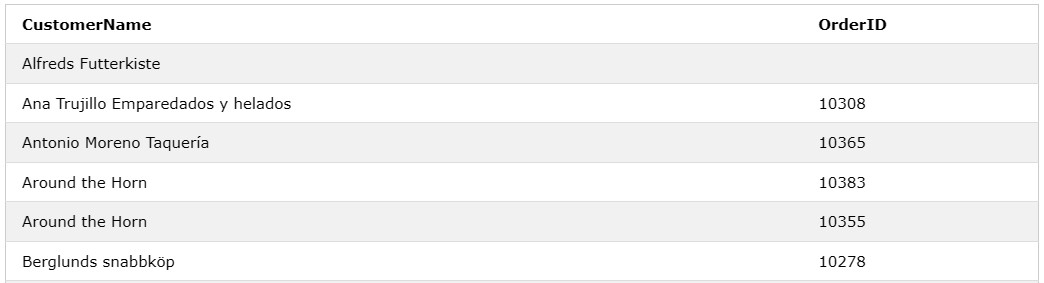 CustomerName OrderID
Alfreds Futterkiste
Ana Trujillo Emparedados y helados 10308
Antonio Moreno Taquería 10365
Around the Horn 10383
Around the Horn 10355
Berglunds snabbköp 10278